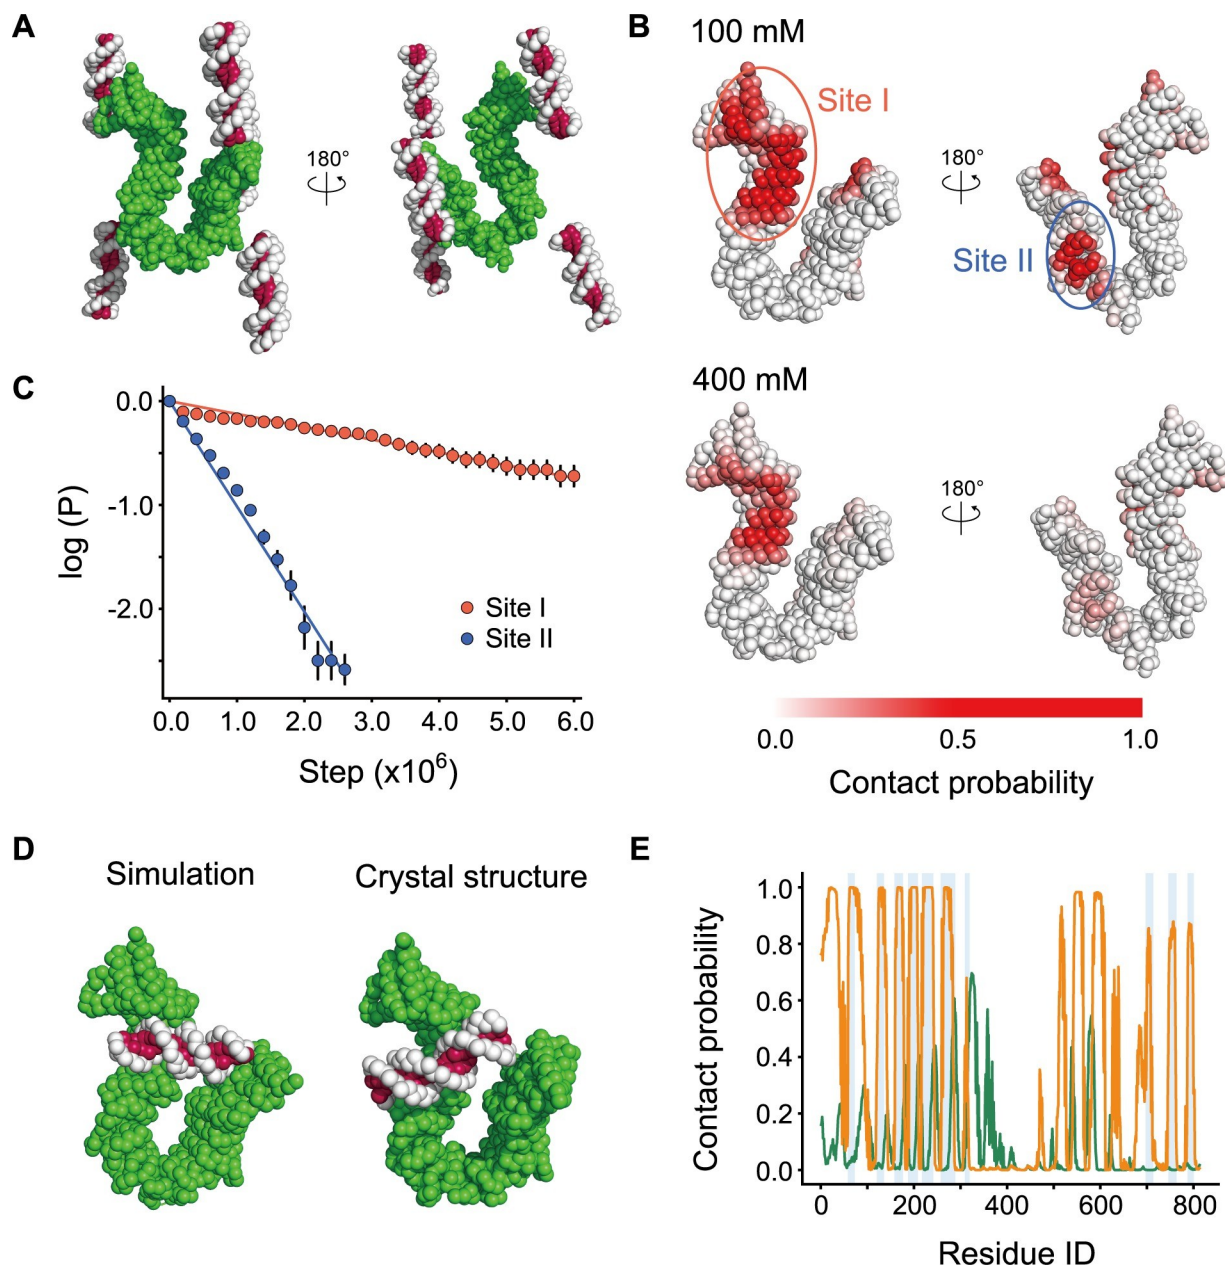 A
180°
B
100 mM
Site I
180°
Site II
400 mM
180°
0.0
0.5
1.0
Contact probability
C
0.0
-1.0
-2.0
log (P)
Site I
Site II
0.0 1.0 2.0 3.0 4.0 5.0 6.0
Step (x10⁶)
D
Simulation
Crystal structure
E
1.0
0.8
0.6
0.4
0.2
0.0
Contact probability
0 200 400 600 800
Residue ID